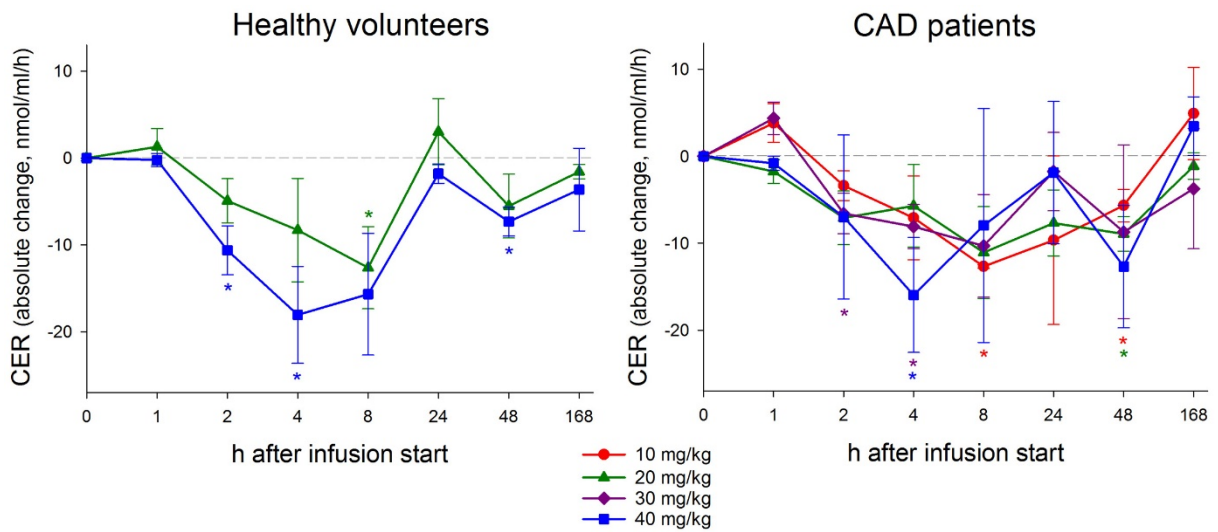 Healthy volunteers
CER (absolute change, nmol/ml/h)
10
0
-10
-20
0 1 2 4 8 24 48 168
h after infusion start
* * * * *
CAD patients
CER (absolute change, nmol/ml/h)
10
0
-10
-20
0 1 2 4 8 24 48 168
h after infusion start
* * * * * *
10 mg/kg
20 mg/kg
30 mg/kg
40 mg/kg